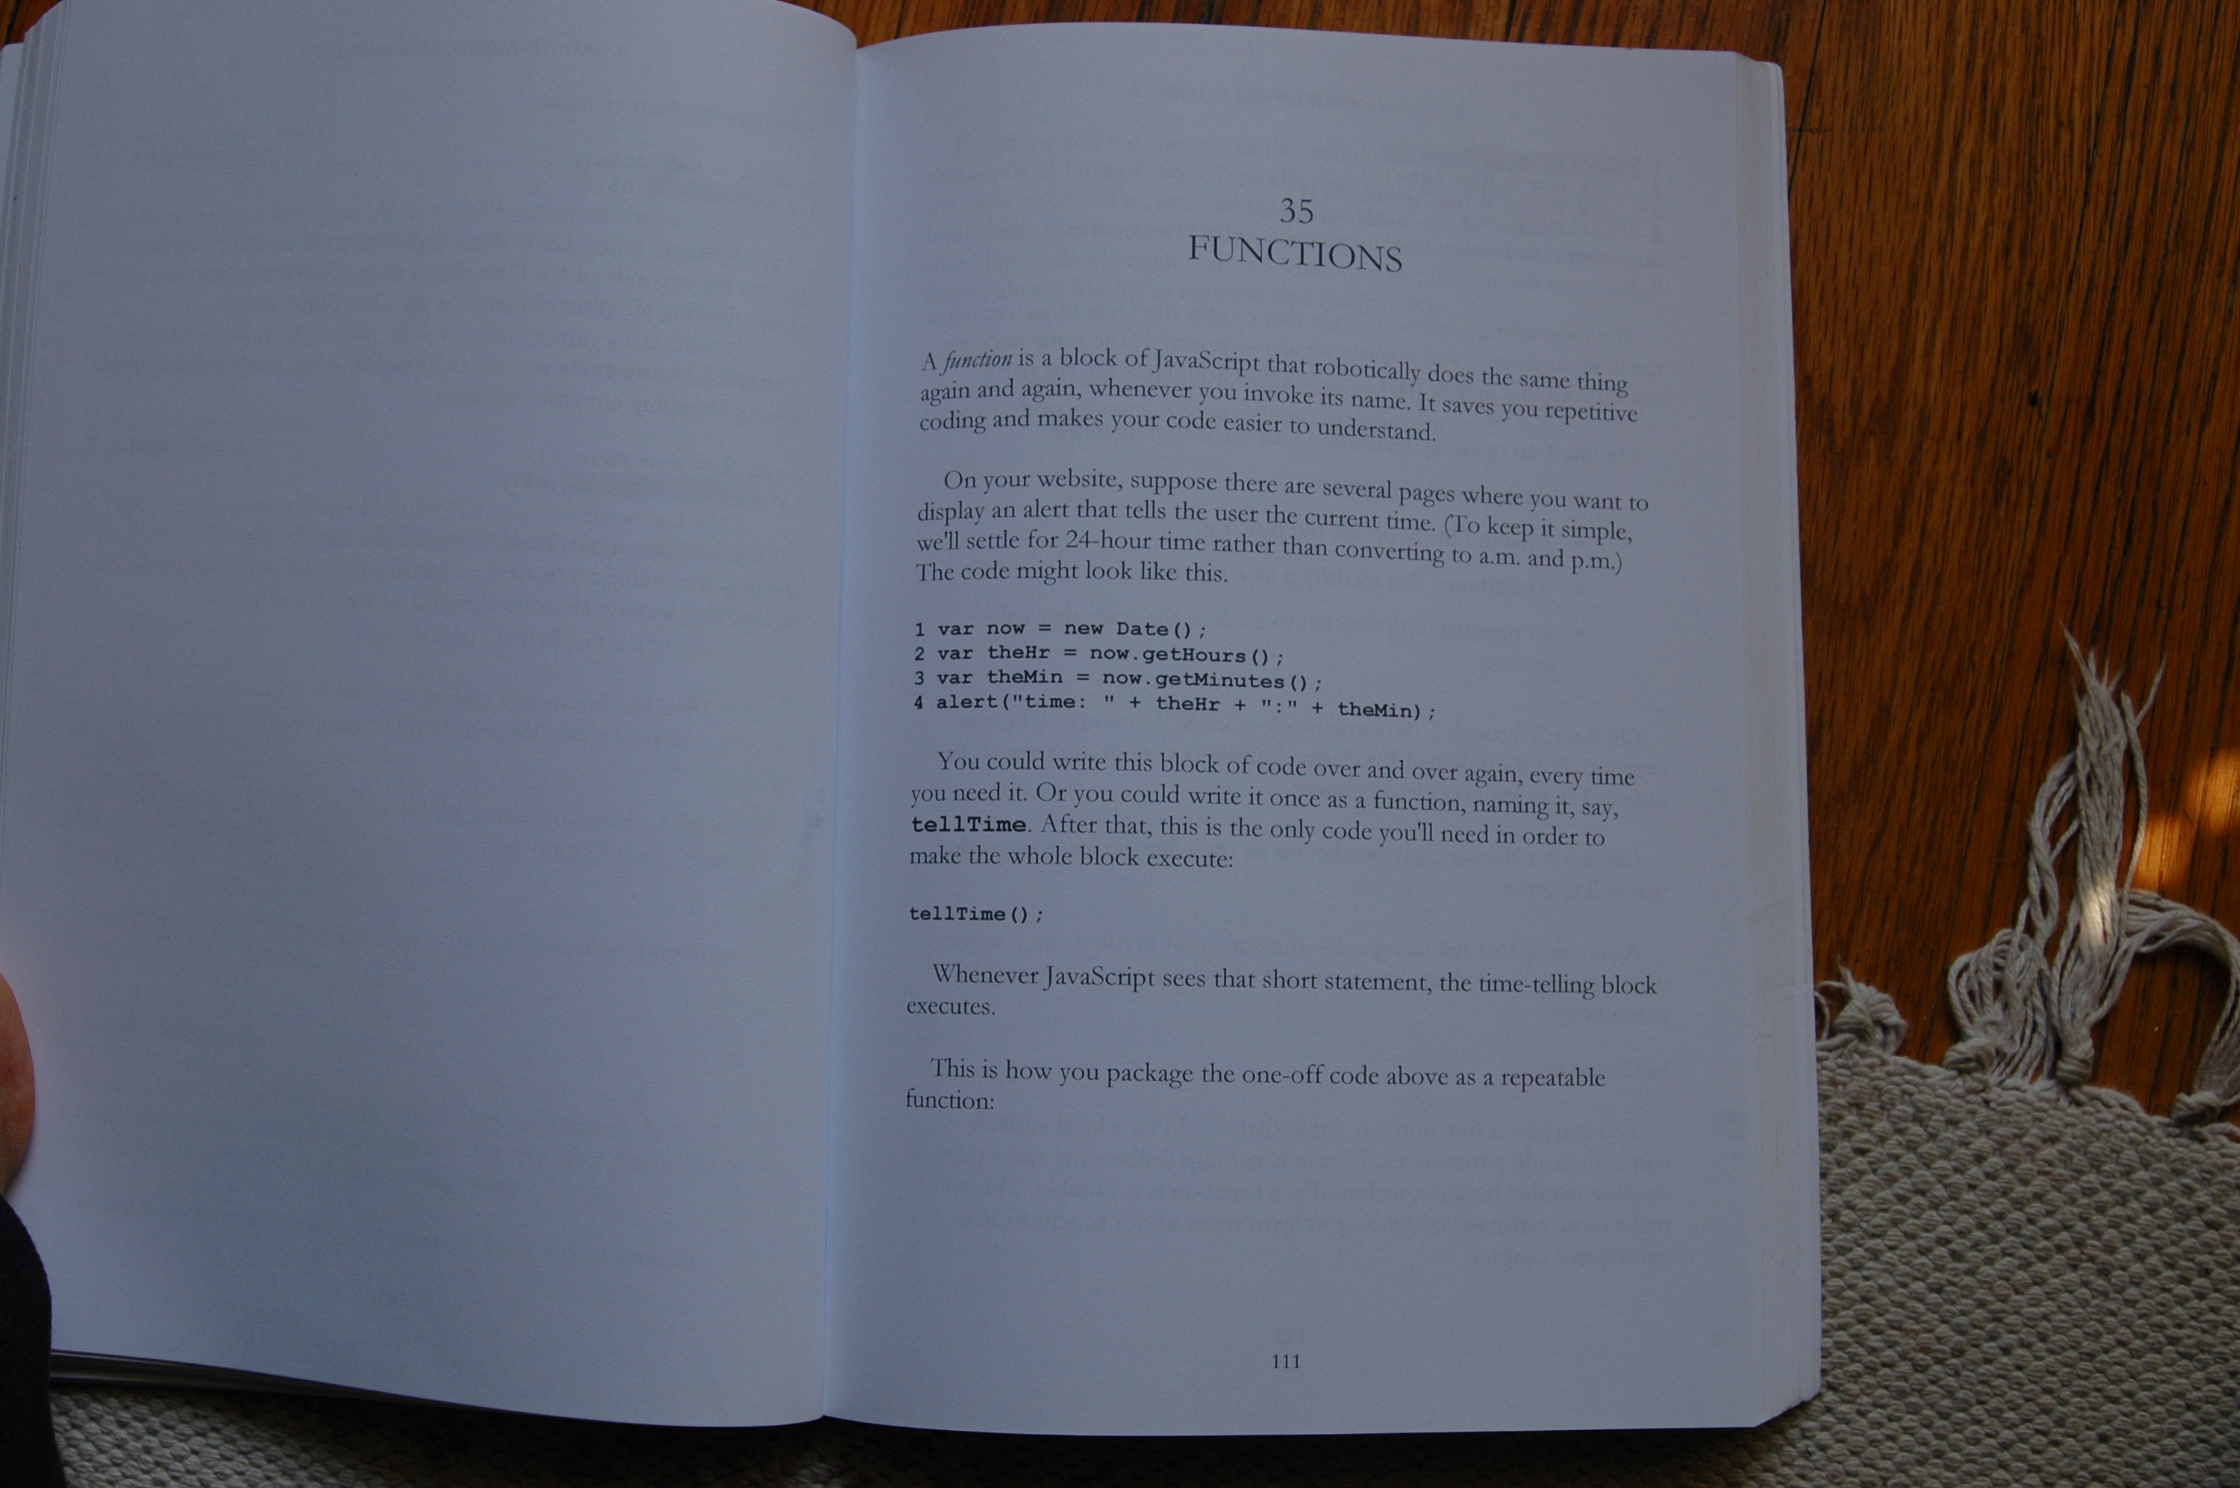 35
FUNCTIONS
A function is a block of JavaScript that robotically does the same thing
again and again, whenever you invoke its name. It saves you repetitive
coding and makes your code easier to understand.
On your website, suppose there are several pages where you want to
display an alert that tells the user the current time. (To keep it simple,
we'll settle for 24-hour time rather than converting to a.m. and p.m.)
The code might look like this.
1 var now = new Date();
2 var theHr = now.getHours();
3 var theMin = now.getMinutes();
4 alert("time: " + theHr + ":" + theMin);
You could write this block of code over and over again, every time
you need it. Or you could write it once as a function, naming it, say,
tellTime. After that, this is the only code you'll need in order to
make the whole block execute:
tellTime();
Whenever JavaScript sees that short statement, the time-telling block
executes.
This is how you package the one-off code above as a repeatable
function:
111